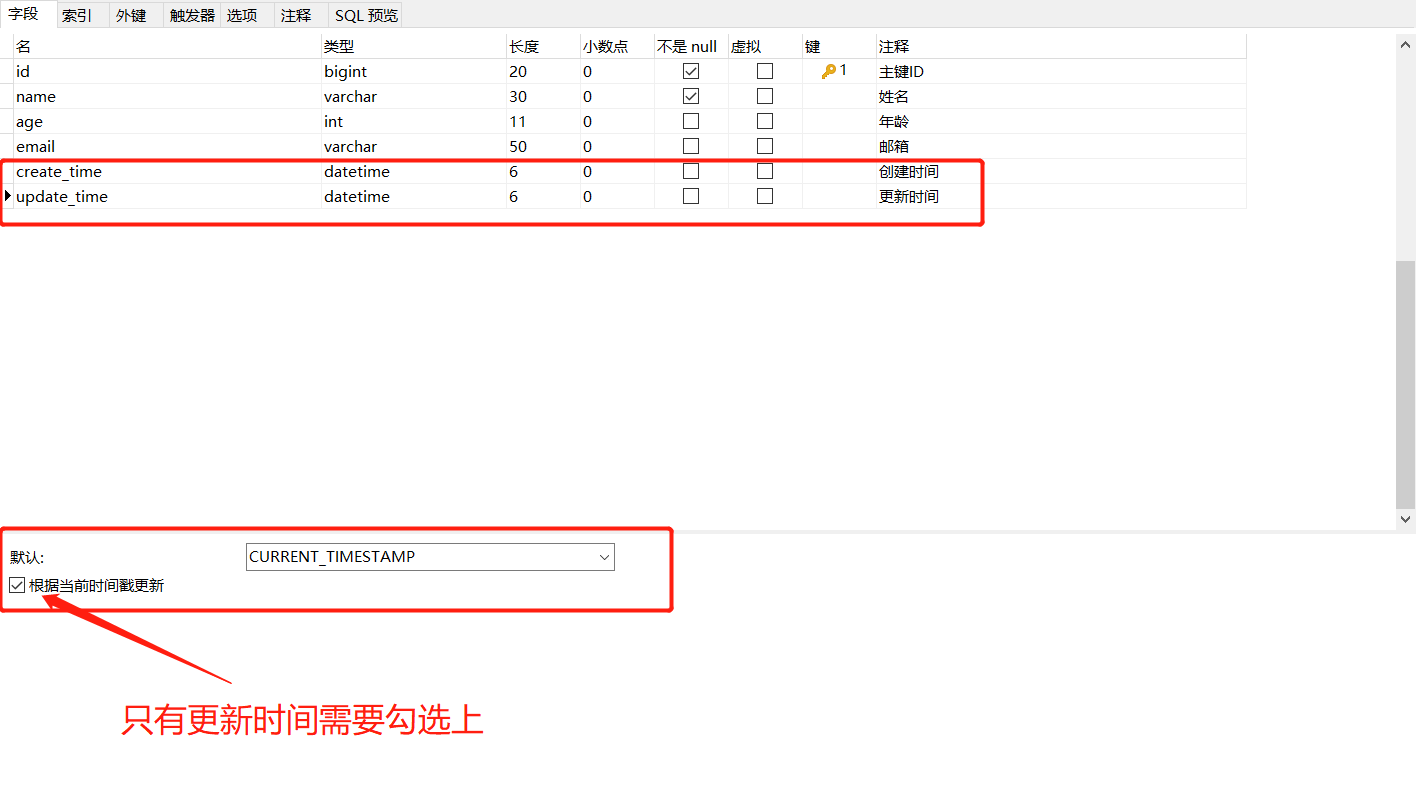 字段 索引 外键 触发器 选项 注释 SQL 预览
名 类型 长度 小数点 不是 null 虚拟 键 注释
id bigint 20 0 1 主键ID
name varchar 30 0 姓名
age int 11 0 年龄
email varchar 50 0 邮箱
create_time datetime 6 0 创建时间
update_time datetime 6 0 更新时间
默认: CURRENT_TIMESTAMP
根据当前时间戳更新
只有更新时间需要勾选上